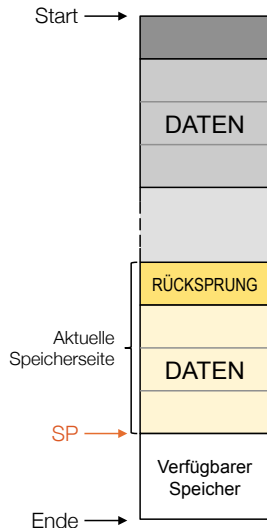 Start
DATEN
RÜCKSPRUNG
Aktuelle
Speicherseite
DATEN
SP
Verfügbarer
Speicher
Ende